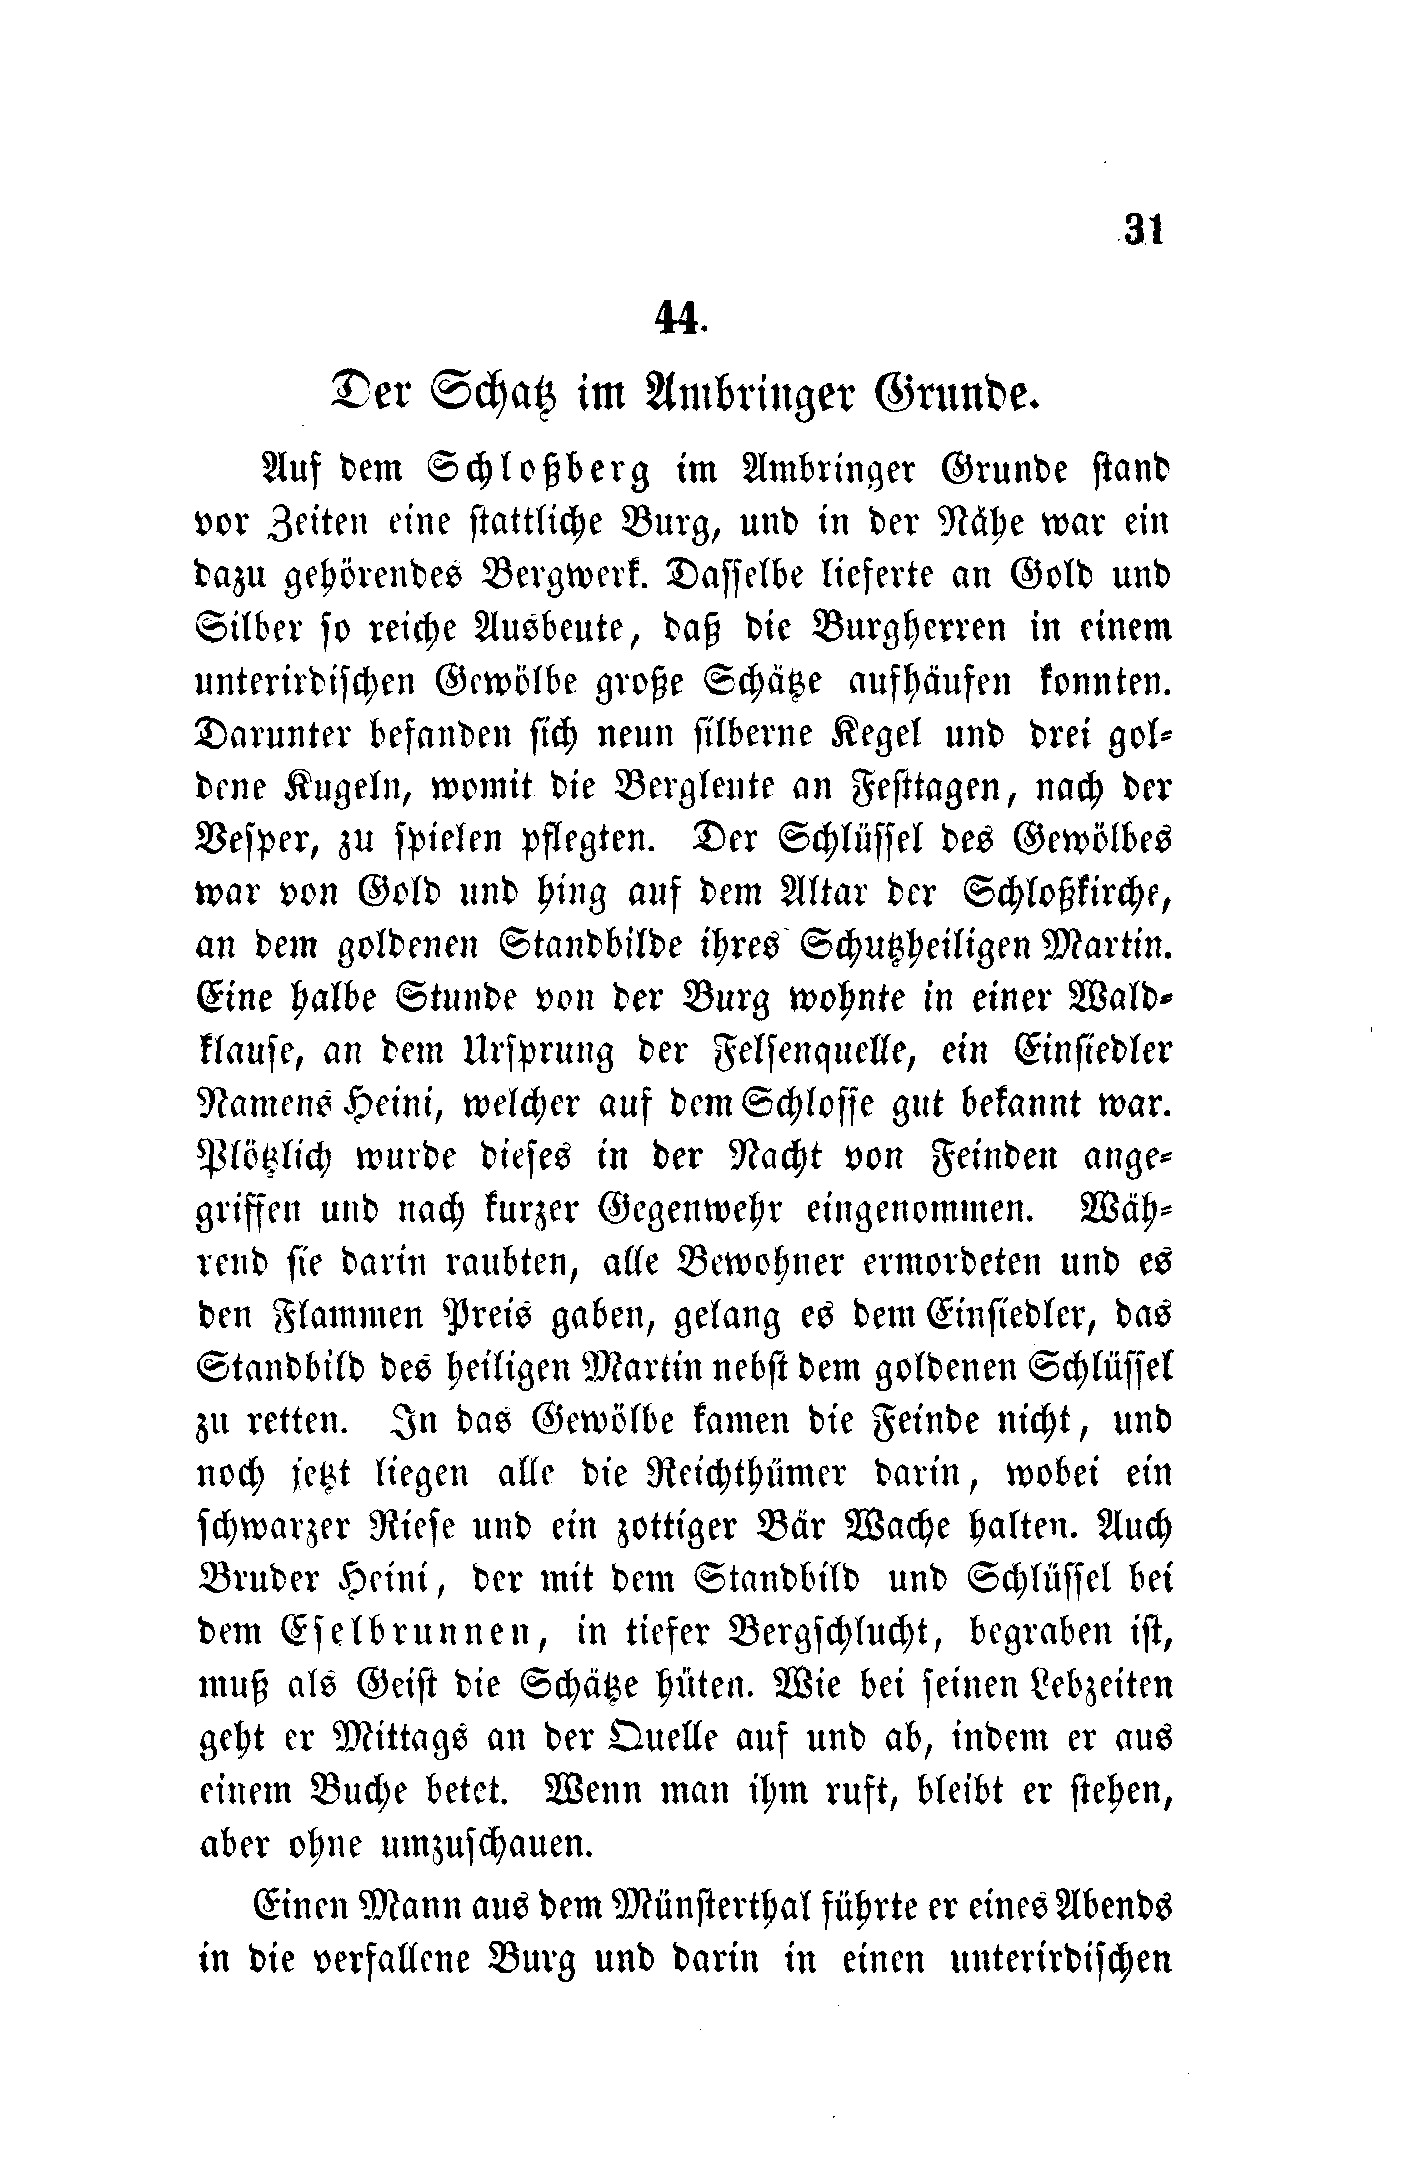 31
44.
Der Schatz im Ambringer Grunde.
Auf dem Schloßberg im Ambringer Grunde stand
vor Zeiten eine stattliche Burg, und in der Nähe war ein
dazu gehörendes Bergwerk. Dasselbe lieferte an Gold und
Silber so reiche Ausbeute, daß die Burgherren in einem
unterirdischen Gewölbe große Schätze aufhäufen konnten.
Darunter befanden sich neun silberne Kegel und drei gol-
dene Kugeln, womit die Bergleute an Festtagen, nach der
Vesper, zu spielen pflegten. Der Schlüssel des Gewölbes
war von Gold und hing auf dem Altar der Schloßkirche,
an dem goldenen Standbilde ihres Schutzheiligen Martin.
Eine halbe Stunde von der Burg wohnte in einer Wald-
klause, an dem Ursprung der Felsenquelle, ein Einsiedler
Namens Heini, welcher auf dem Schlosse gut bekannt war.
Plötzlich wurde dieses in der Nacht von Feinden ange-
griffen und nach kurzer Gegenwehr eingenommen. Wäh-
rend sie darin raubten, alle Bewohner ermordeten und es
den Flammen Preis gaben, gelang es dem Einsiedler, das
Standbild des heiligen Martin nebst dem goldenen Schlüssel
zu retten. In das Gewölbe kamen die Feinde nicht, und
noch jetzt liegen alle die Reichthümer darin, wobei ein
schwarzer Riese und ein zottiger Bär Wache halten. Auch
Bruder Heini, der mit dem Standbild und Schlüssel bei
dem Eselbrunnen, in tiefer Bergschlucht, begraben ist,
muß als Geist die Schätze hüten. Wie bei seinen Lebzeiten
geht er Mittags an der Quelle auf und ab, indem er aus
einem Buche betet. Wenn man ihm ruft, bleibt er stehen,
aber ohne umzuschauen.
Einen Mann aus dem Münsterthal führte er eines Abends
in die verfallene Burg und darin in einen unterirdischen